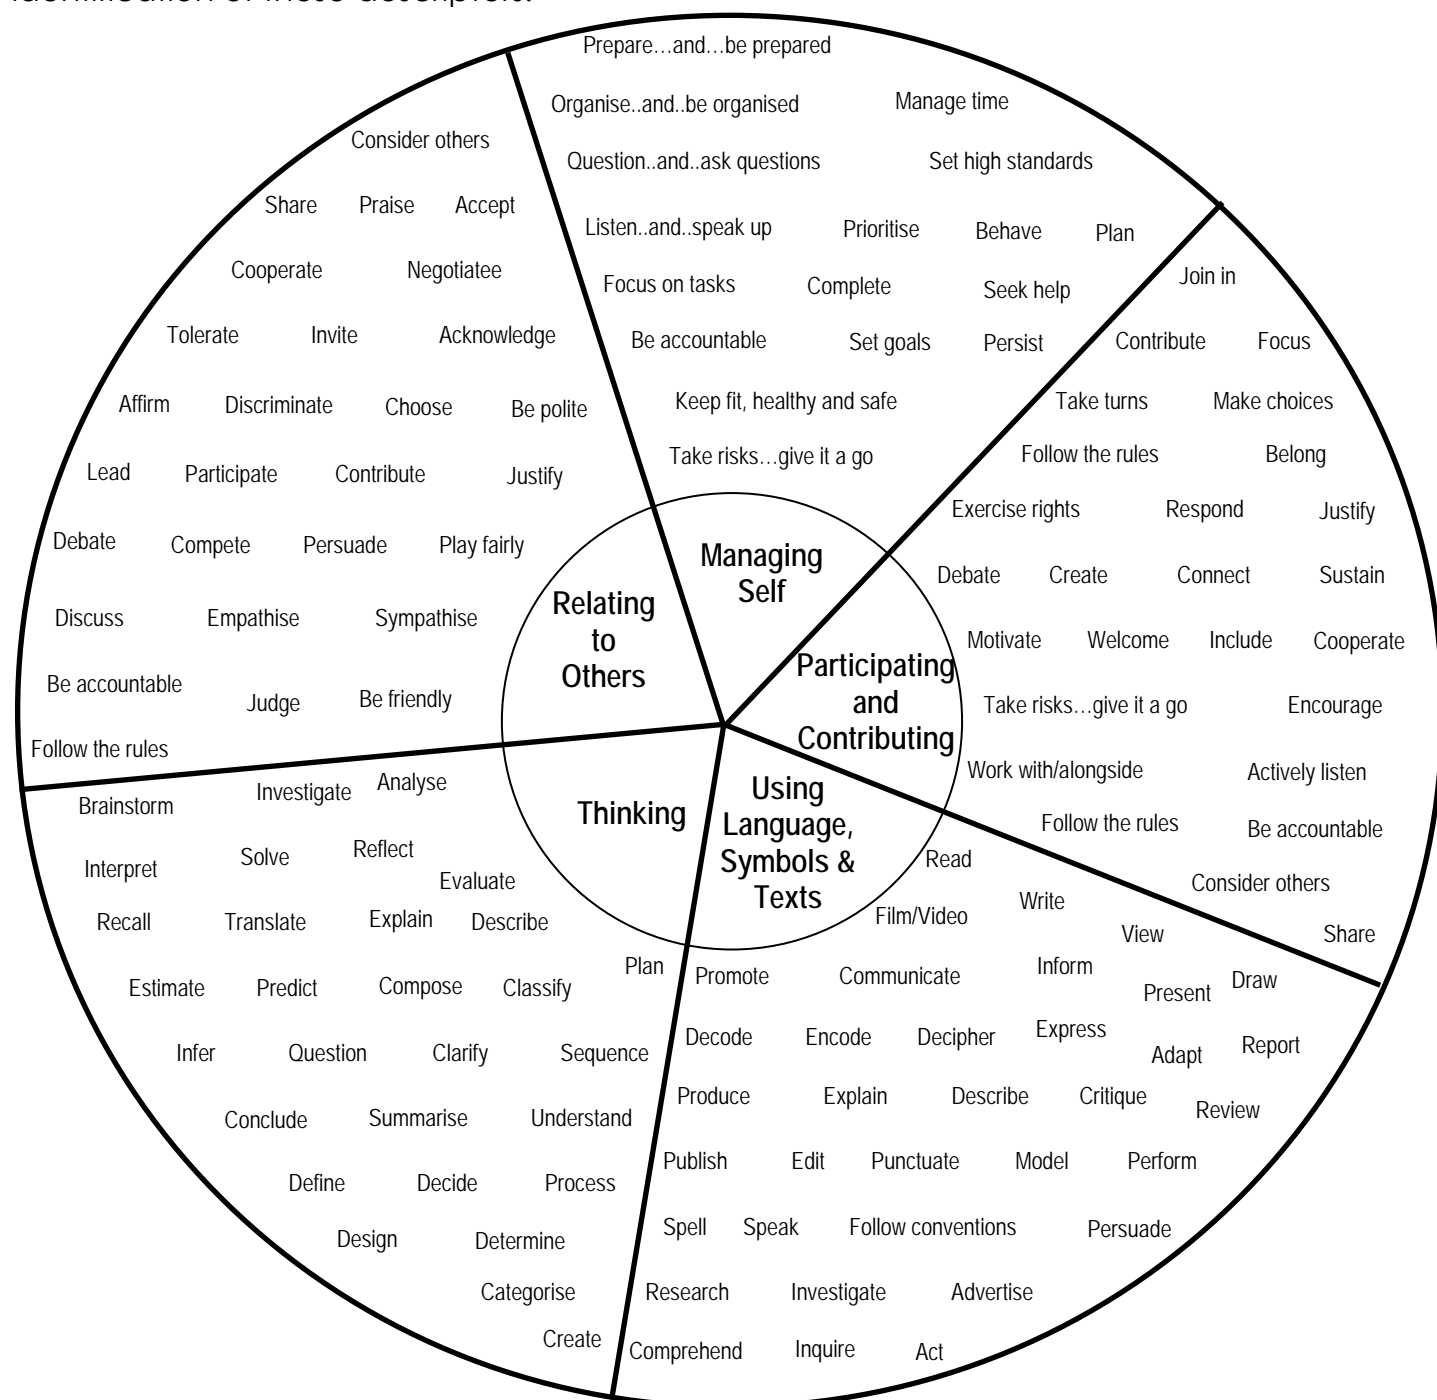 identification of these descriptors.
Prepare…and…be prepared
Organise..and..be organised
Manage time
Question..and..ask questions
Set high standards
Listen..and..speak up
Prioritise
Behave
Plan
Focus on tasks
Complete
Seek help
Be accountable
Set goals
Persist
Keep fit, healthy and safe
Take risks…give it a go
Managing
Self
Join in
Contribute
Focus
Take turns
Make choices
Follow the rules
Belong
Exercise rights
Respond
Justify
Debate
Create
Connect
Sustain
Motivate
Welcome
Include
Cooperate
Take risks…give it a go
Encourage
Work with/alongside
Actively listen
Follow the rules
Be accountable
Consider others
Share
Participating
and
Contributing
Using
Language,
Symbols &
Texts
Read
Film/Video
Write
View
Promote
Communicate
Inform
Present
Draw
Decode
Encode
Decipher
Express
Adapt
Report
Produce
Explain
Describe
Critique
Review
Publish
Edit
Punctuate
Model
Perform
Spell
Speak
Follow conventions
Persuade
Research
Investigate
Advertise
Comprehend
Inquire
Act
Thinking
Brainstorm
Investigate
Analyse
Interpret
Solve
Reflect
Evaluate
Recall
Translate
Explain
Describe
Plan
Estimate
Predict
Compose
Classify
Infer
Question
Clarify
Sequence
Conclude
Summarise
Understand
Define
Decide
Process
Design
Determine
Categorise
Create
Relating
to
Others
Consider others
Share
Praise
Accept
Cooperate
Negotiatee
Tolerate
Invite
Acknowledge
Affirm
Discriminate
Choose
Be polite
Lead
Participate
Contribute
Justify
Debate
Compete
Persuade
Play fairly
Discuss
Empathise
Sympathise
Be accountable
Judge
Be friendly
Follow the rules